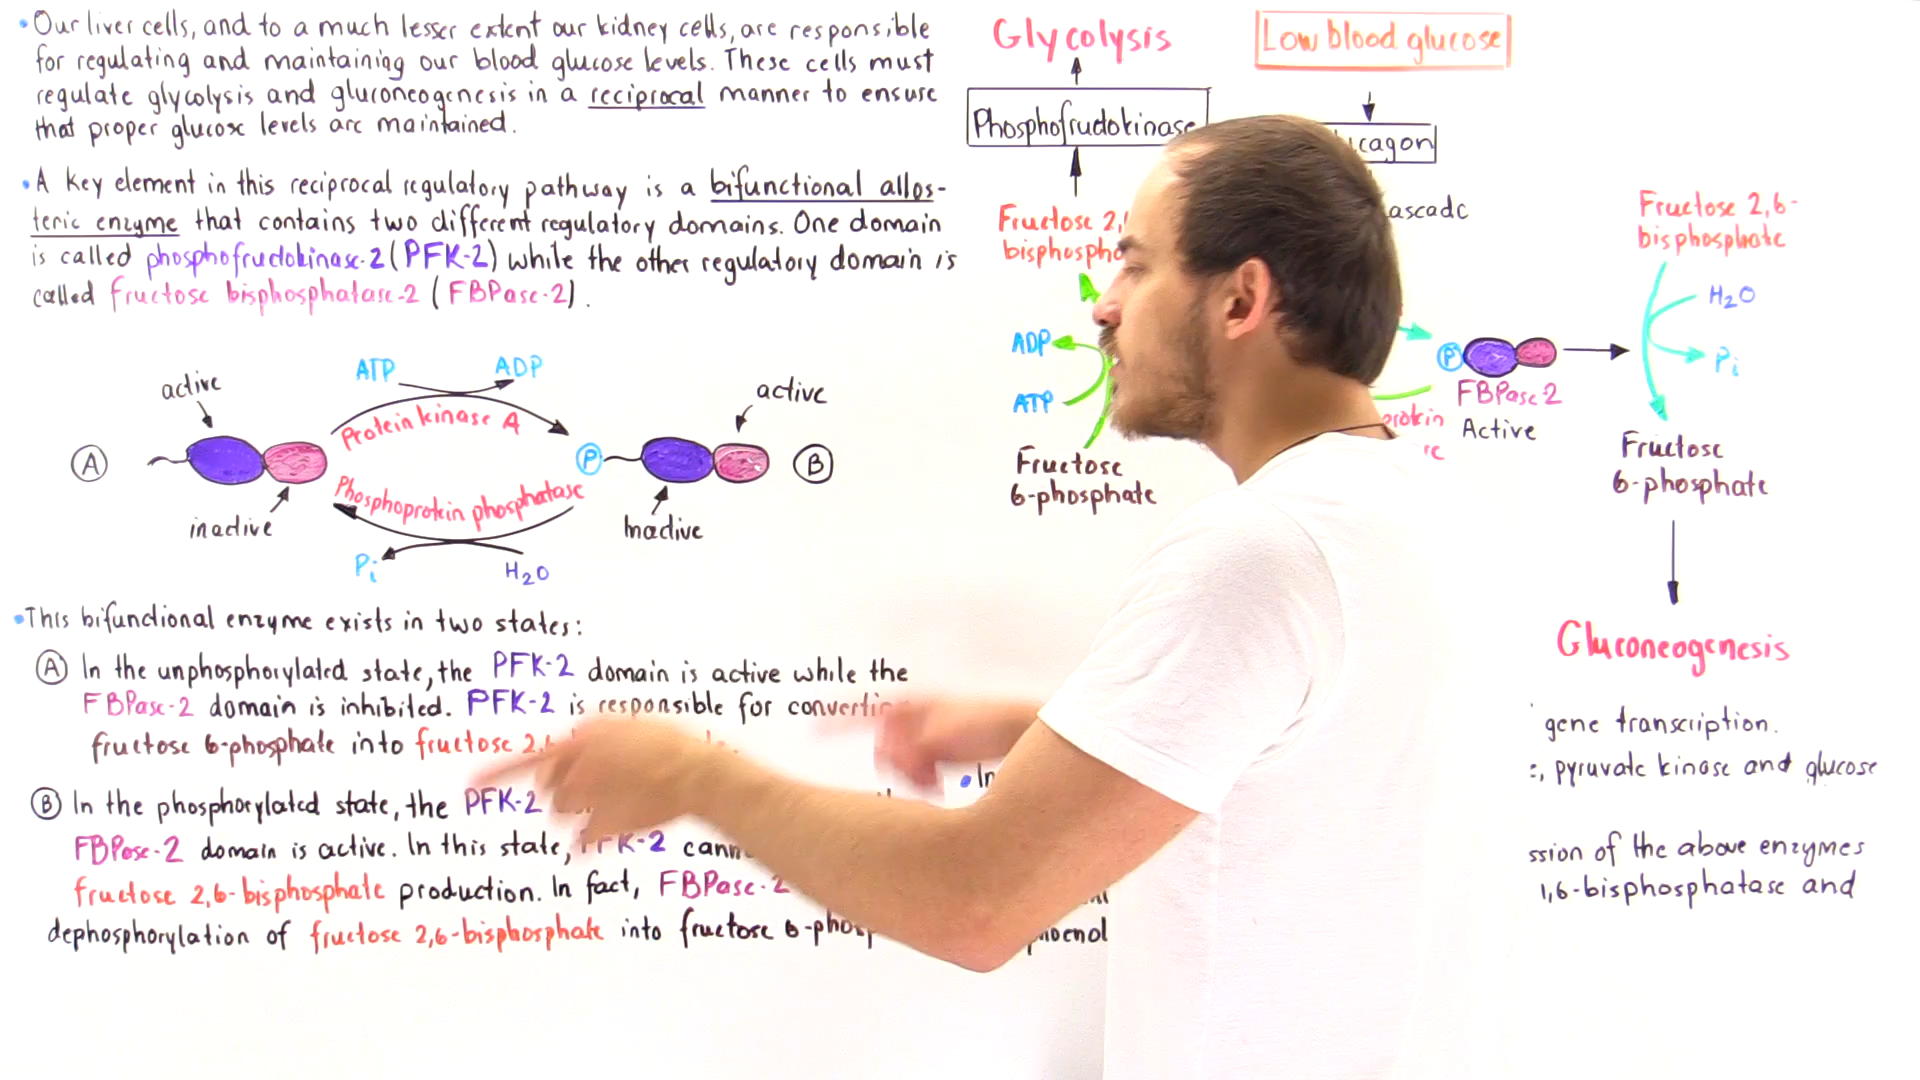 • Our liver cells, and to a much lesser extent our kidney cells, are responsible
for regulating and maintaining our blood glucose levels. These cells must
regulate glycolysis and gluconeogenesis in a reciprocal manner to ensure
that proper glucose levels are maintained.
• A key element in this reciprocal regulatory pathway is a bifunctional allos-
teric enzyme that contains two different regulatory domains. One domain
is called phosphofructokinase-2 (PFK-2) while the other regulatory domain is
called fructose bisphosphatase-2 (FBPase-2).
active
ATP
ADP
active
Protein kinase A
A
P
B
Phosphoprotein phosphatase
inactive
Inactive
Pi
H2O
• This bifunctional enzyme exists in two states:
A In the unphosphorylated state, the PFK-2 domain is active while the
FBPase-2 domain is inhibited. PFK-2 is responsible for
fructose 6-phosphate into fructose
B In the phosphorylated state, the PFK-2
FBPase-2 domain is active. In this state, PFK-2
fructose 2,6-bisphosphate production. In fact, FBPase-2
dephosphorylation of fructose 2,6-bisphosphate into fructose
Glycolysis
Phosphofructokinase
Fructose
ADP
ATP
Fructose
6-phosphate
Low blood glucose
Fructose 2,6-
bisphosphate
H2O
Pi
P
FBPase-2
Active
Fructose
6-phosphate
Gluconeogenesis
gene transcription.
pyruvate kinase and glucose
of the above enzymes
1,6-bisphosphatase and